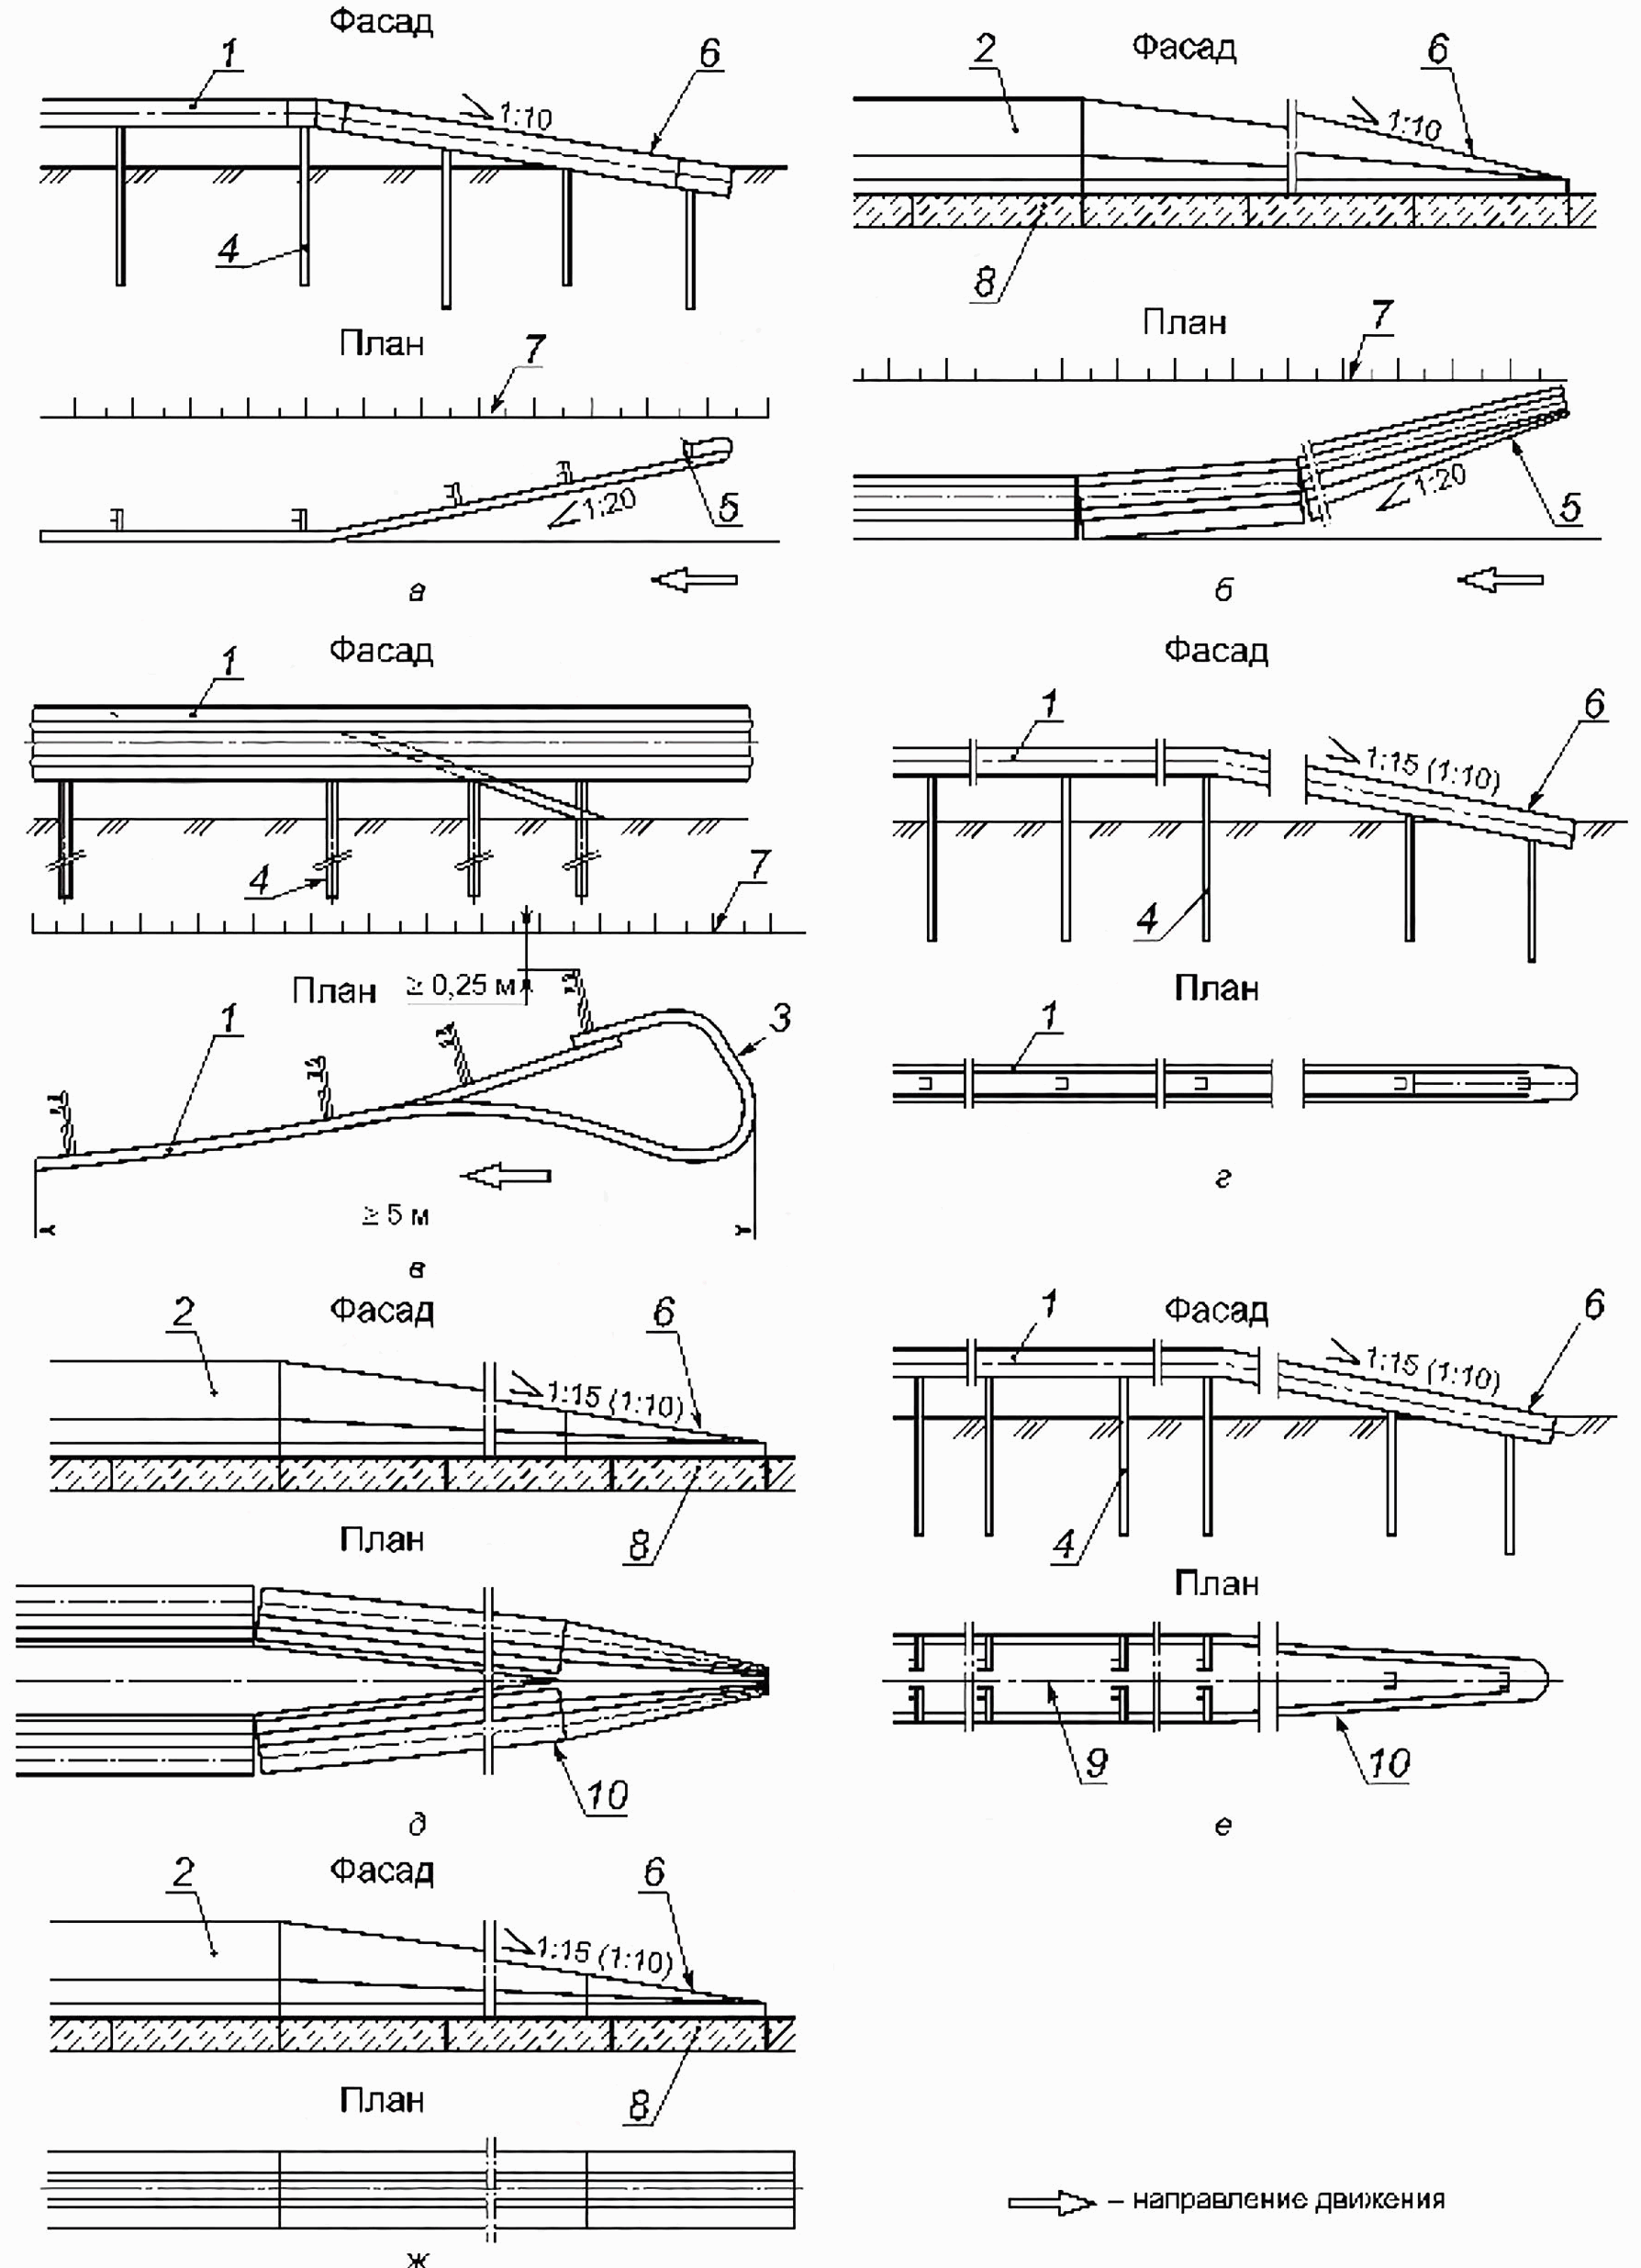 Фасад
1
6
1:10
4
План
7
1:20
5
а
Фасад
2
6
1:10
8
План
7
1:20
5
б
Фасад
1
4
7
План
≥ 0,25 м
1
3
≥ 5 м
в
Фасад
1
6
1:15 (1:10)
4
План
1
г
Фасад
2
6
1:15 (1:10)
План
8
10
д
Фасад
1
6
1:15 (1:10)
4
План
9
10
е
Фасад
2
6
1:15 (1:10)
План
8
ж
– направление движения